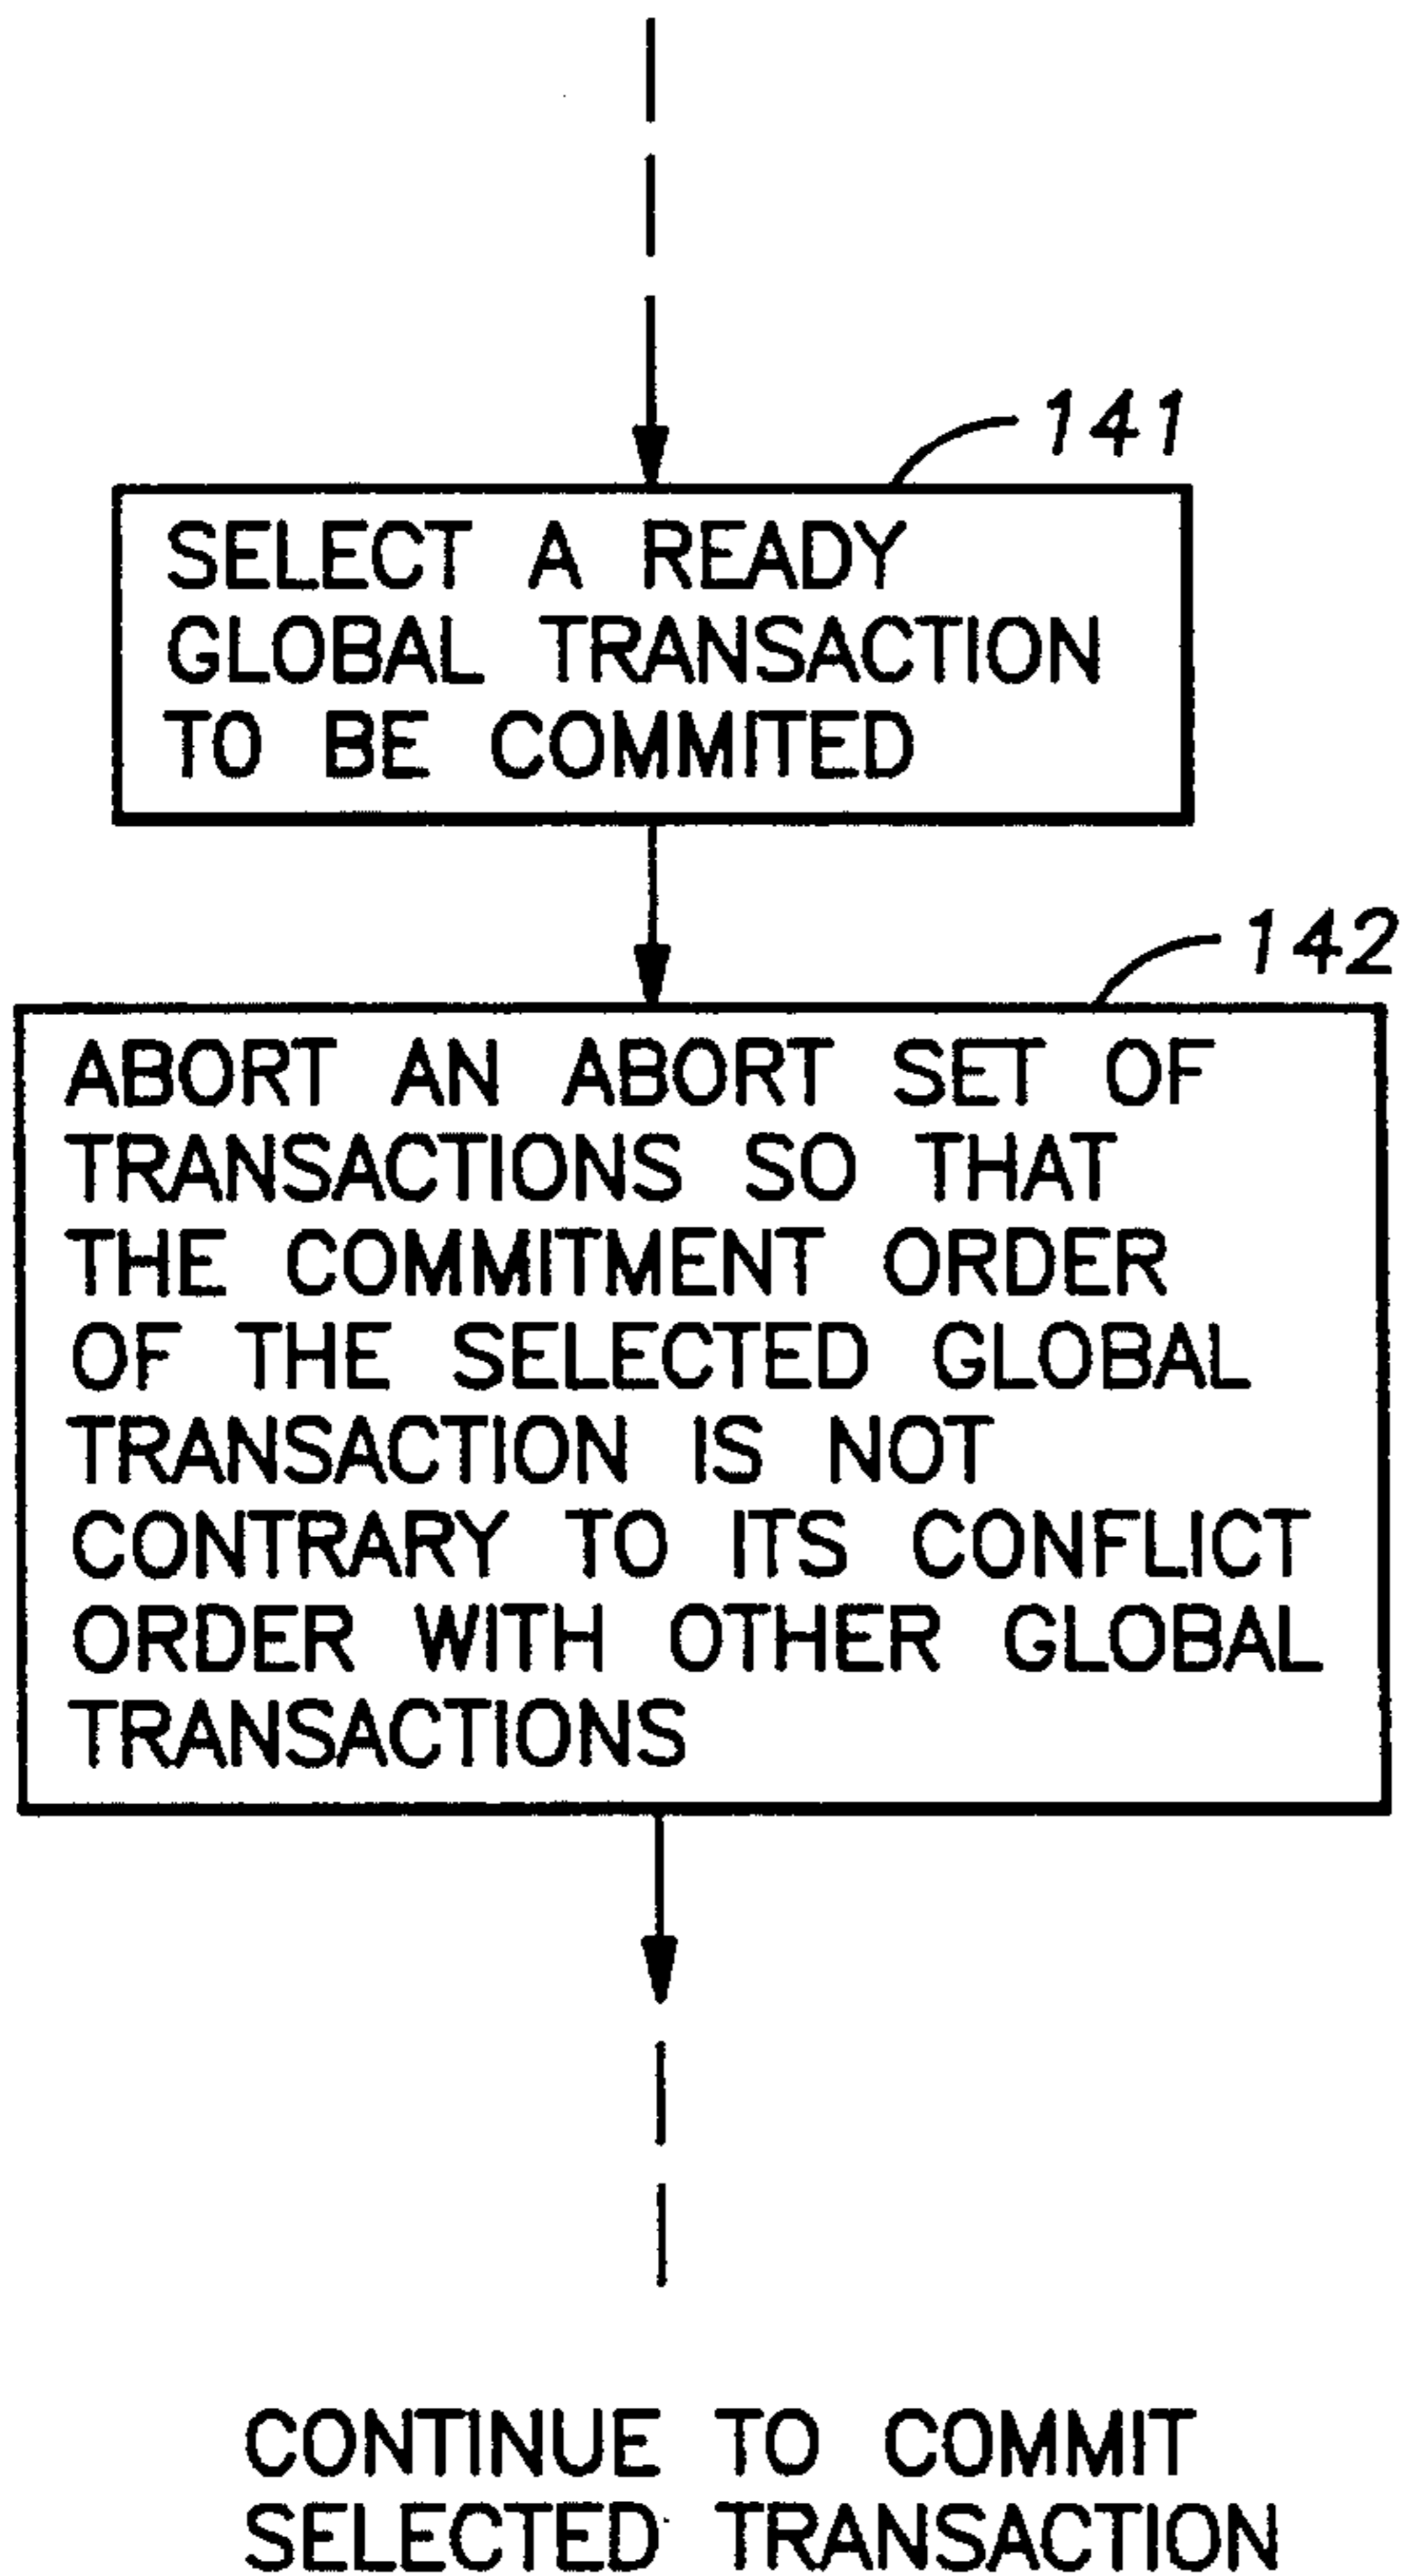 141
SELECT A READY
GLOBAL TRANSACTION
TO BE COMMITED
142
ABORT AN ABORT SET OF
TRANSACTIONS SO THAT
THE COMMITMENT ORDER
OF THE SELECTED GLOBAL
TRANSACTION IS NOT
CONTRARY TO ITS CONFLICT
ORDER WITH OTHER GLOBAL
TRANSACTIONS
CONTINUE TO COMMIT
SELECTED TRANSACTION